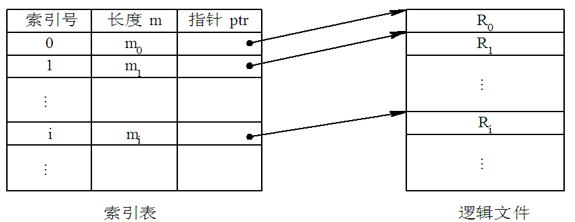 索引号 长度 m 指针 ptr
0 m0
1 m1
⋮
i mi
⋮
索引表
R0
R1
⋮
Ri
⋮
逻辑文件